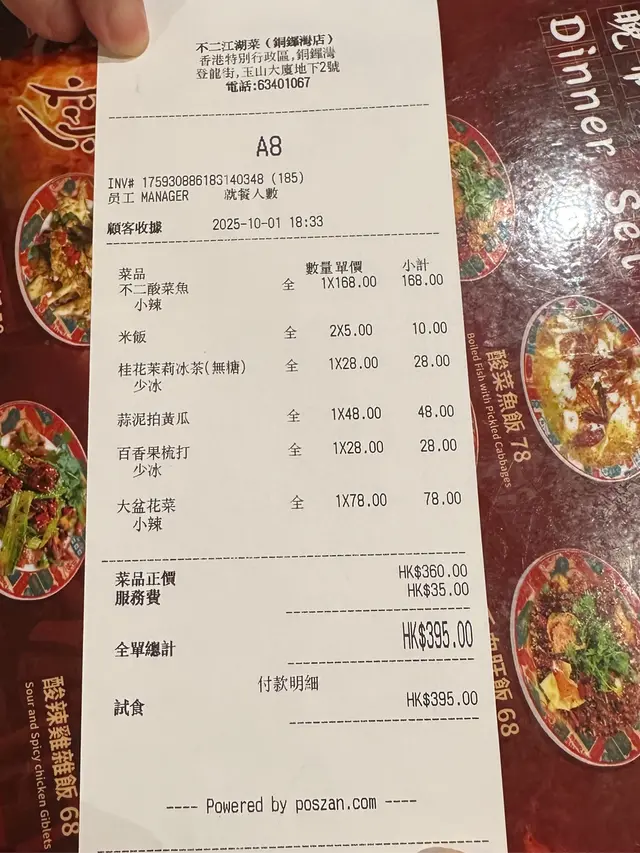 不二江湖菜（銅鑼灣店）
香港特別行政區,銅鑼灣
登龍街,玉山大廈地下2號
電話:63401067
A8
INV# 175930886183140348 (185)
員工 MANAGER 就餐人數
顧客收據 2025-10-01 18:33
菜品 數量單價 小計
不二酸菜魚 全 1X168.00 168.00
小辣
米飯 全 2X5.00 10.00
桂花茉莉冰茶(無糖) 全 1X28.00 28.00
少冰
蒜泥拍黃瓜 全 1X48.00 48.00
百香果梳打 全 1X28.00 28.00
少冰
大盆花菜 全 1X78.00 78.00
小辣
菜品正價 HK$360.00
服務費 HK$35.00
全單總計 HK$395.00
付款明細
試食 HK$395.00
---- Powered by poszan.com ----
Dinner Set
酸菜魚飯 78
Boiled Fish with Pickled Cabbages
血旺飯 68
酸辣雞雜飯 68
Sour and Spicy chicken Giblets